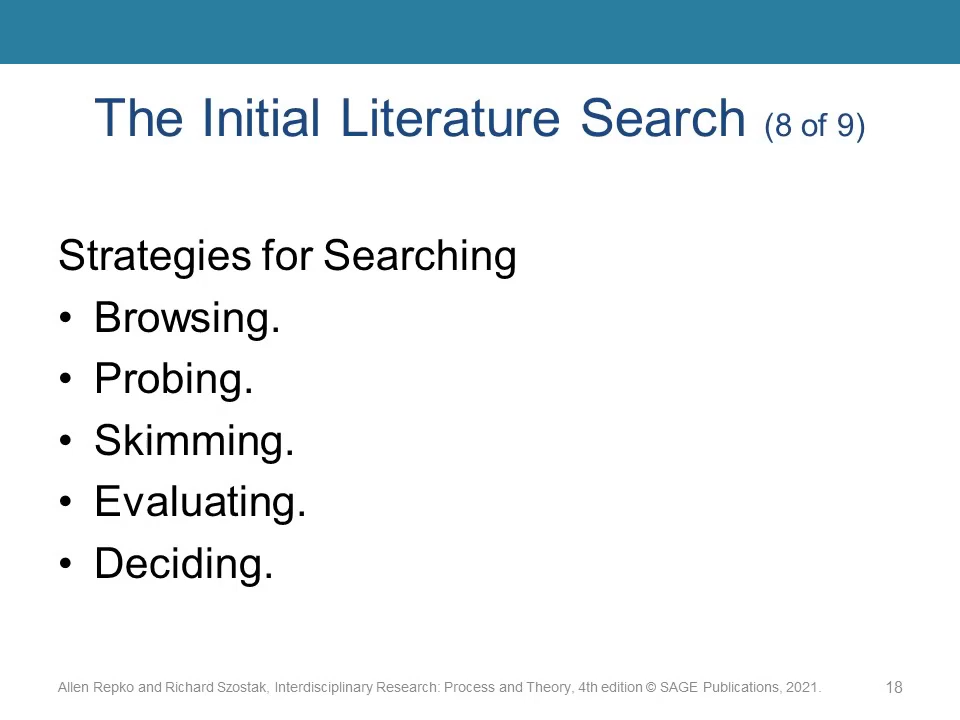 The Initial Literature Search (8 of 9)
Strategies for Searching
• Browsing.
• Probing.
• Skimming.
• Evaluating.
• Deciding.
Allen Repko and Richard Szostak, Interdisciplinary Research: Process and Theory, 4th edition © SAGE Publications, 2021.
18